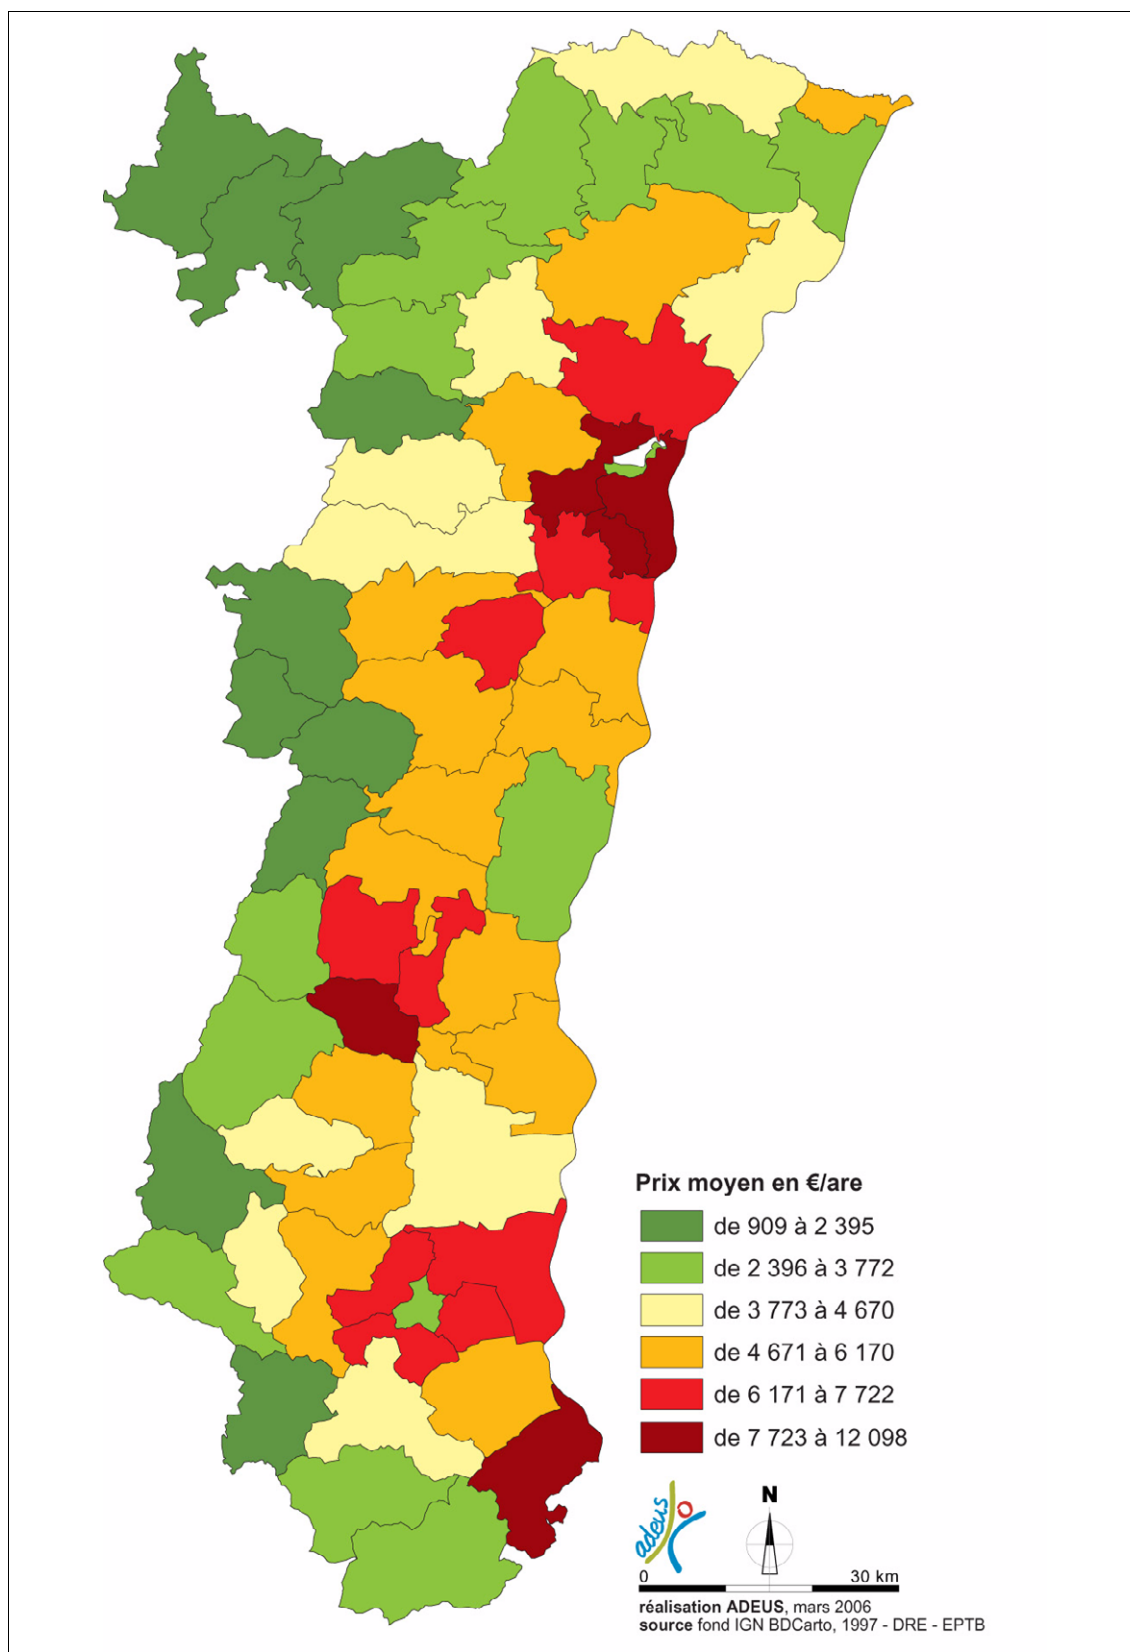 Prix moyen en €/are
de 909 à 2 395
de 2 396 à 3 772
de 3 773 à 4 670
de 4 671 à 6 170
de 6 171 à 7 722
de 7 723 à 12 098
adeus
N
0 30 km
réalisation ADEUS, mars 2006
source fond IGN BDCarto, 1997 - DRE - EPTB